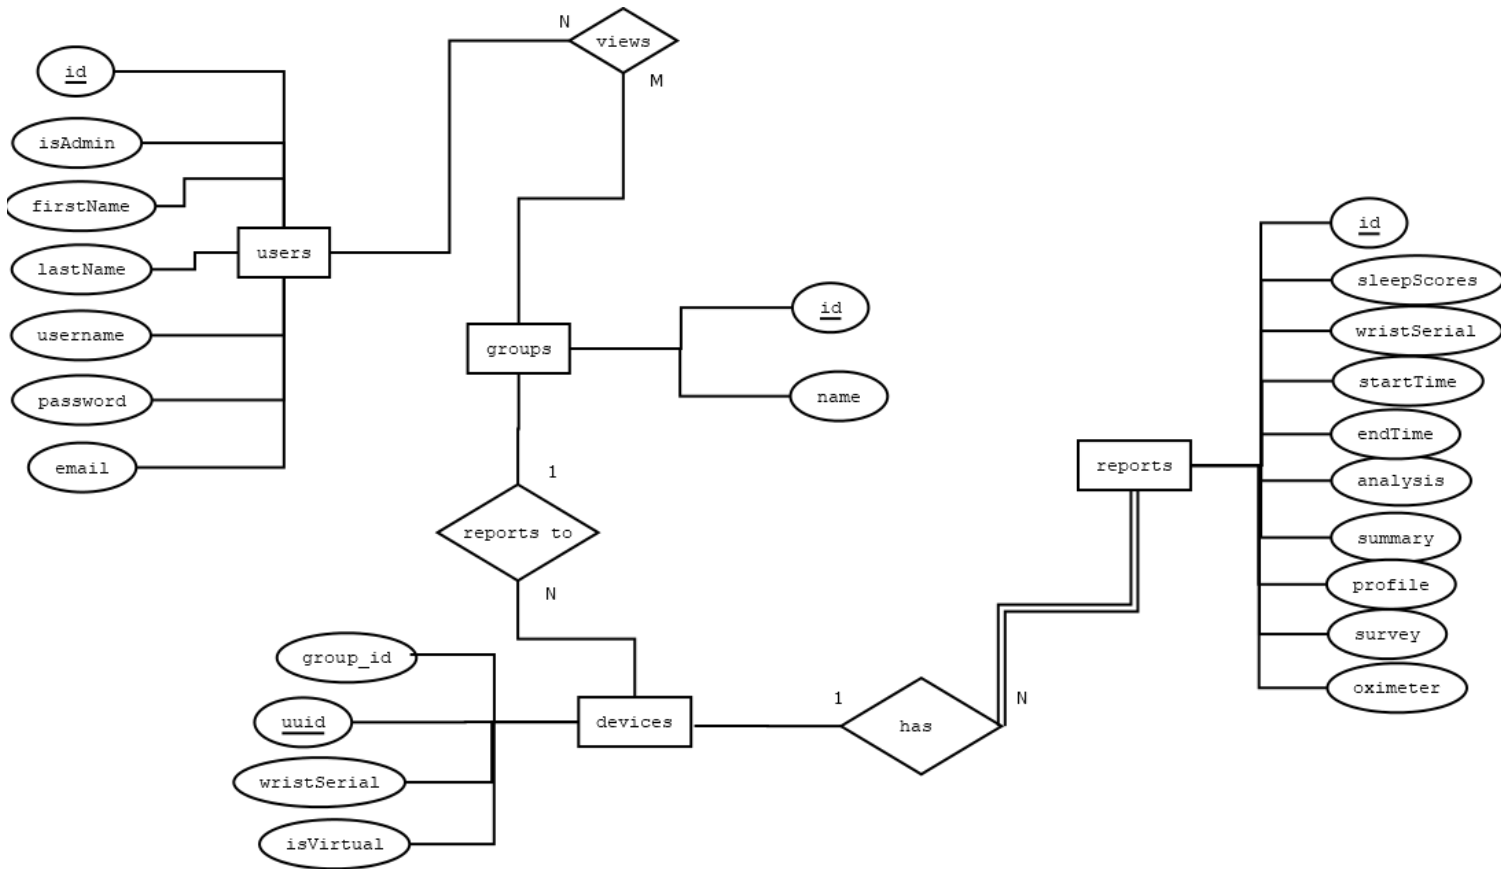 N
views
M
id
isAdmin
firstName
lastName
username
password
email
users
groups
id
name
1
reports to
N
group_id
uuid
wristSerial
isVirtual
devices
1
has
N
reports
id
sleepScores
wristSerial
startTime
endTime
analysis
summary
profile
survey
oximeter